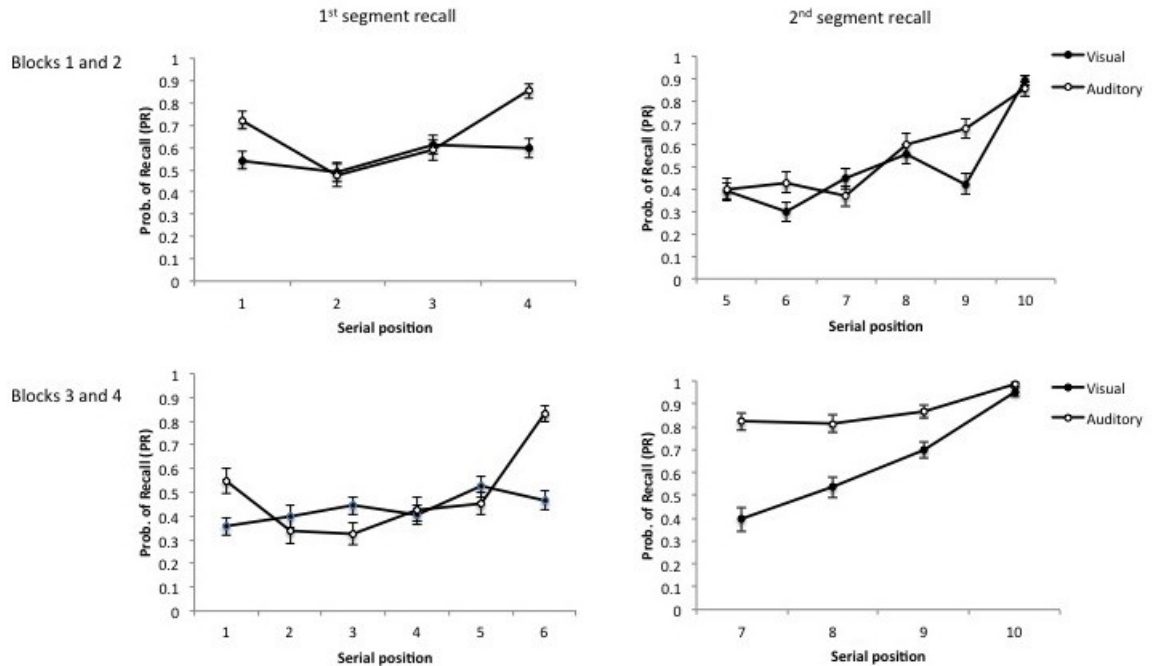 1st segment recall
2nd segment recall
Blocks 1 and 2
Prob. of Recall (PR)
1
0.9
0.8
0.7
0.6
0.5
0.4
0.3
0.2
0.1
0
1 2 3 4
Serial position
Prob. of Recall (PR)
1
0.9
0.8
0.7
0.6
0.5
0.4
0.3
0.2
0.1
0
5 6 7 8 9 10
Serial position
Visual
Auditory
Blocks 3 and 4
Prob. of Recall (PR)
1
0.9
0.8
0.7
0.6
0.5
0.4
0.3
0.2
0.1
0
1 2 3 4 5 6
Serial position
Prob. of Recall (PR)
1
0.9
0.8
0.7
0.6
0.5
0.4
0.3
0.2
0.1
0
7 8 9 10
Serial position
Visual
Auditory